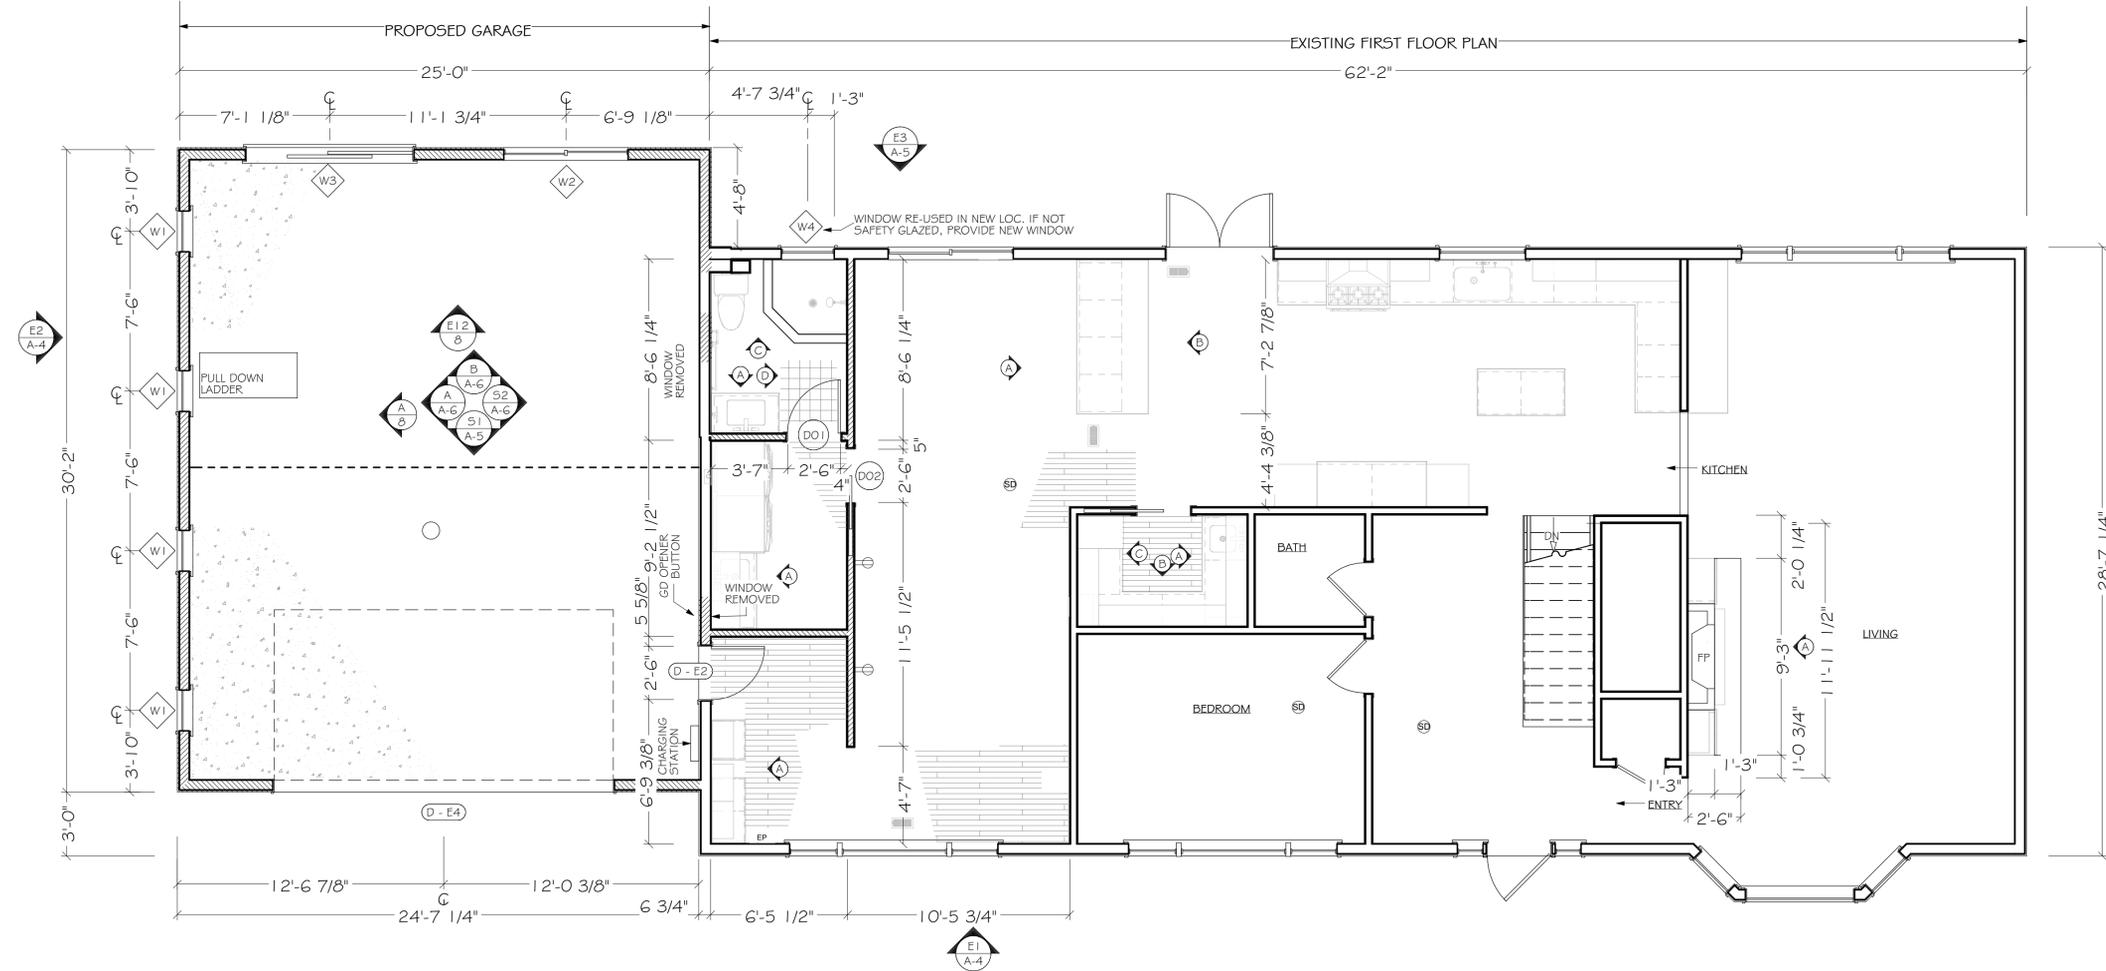 PROPOSED GARAGE
EXISTING FIRST FLOOR PLAN
25'-0"
62'-2"
4'-7 3/4"
1'-3"
7'-1 1/8"
11'-1 3/4"
6'-9 1/8"
E3
A-5
W3
W2
4'-8"
3'-10"
W1
W4
WINDOW RE-USED IN NEW LOC. IF NOT
SAFETY GLAZED, PROVIDE NEW WINDOW
7'-6"
E2
A-4
E12
8
PULL DOWN
LADDER
W1
B
A-6
A
A-6
S2
A-6
S1
A-5
A
8
8'-6 1/4"
WINDOW
REMOVED
C
A
D
8'-6 1/4"
A
B
7'-2 7/8"
30'-2"
7'-6"
D01
5"
3'-7"
2'-6"
4"
D02
2'-6"
SD
4'-4 3/8"
KITCHEN
W1
9'-2 1/2"
GD OPENER
BUTTON
5 5/8"
A
WINDOW
REMOVED
C
B
A
BATH
DN
2'-0 1/4"
28'-7 1/4"
7'-6"
11'-5 1/2"
11'-11 1/2"
9'-3"
A
LIVING
FP
D - E2
2'-6"
W1
BEDROOM
SD
SD
CHARGING
STATION
3'-10"
6'-9 3/8"
A
4'-7"
1'-0 3/4"
1'-3"
1'-3"
ENTRY
2'-6"
3'-0"
D - E4
EP
12'-6 7/8"
12'-0 3/8"
24'-7 1/4"
6 3/4"
6'-5 1/2"
10'-5 3/4"
E1
A-4